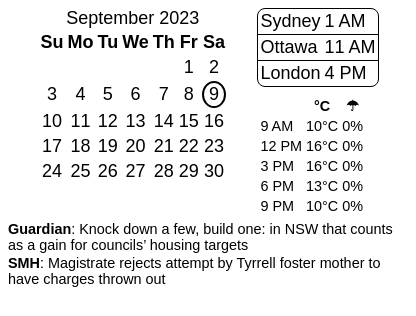 September 2023
Su Mo Tu We Th Fr Sa
1 2
3 4 5 6 7 8 9
10 11 12 13 14 15 16
17 18 19 20 21 22 23
24 25 26 27 28 29 30
Sydney 1 AM
Ottawa 11 AM
London 4 PM
°C ☂
9 AM 10°C 0%
12 PM 16°C 0%
3 PM 16°C 0%
6 PM 13°C 0%
9 PM 10°C 0%
Guardian: Knock down a few, build one: in NSW that counts
as a gain for councils’ housing targets
SMH: Magistrate rejects attempt by Tyrrell foster mother to
have charges thrown out